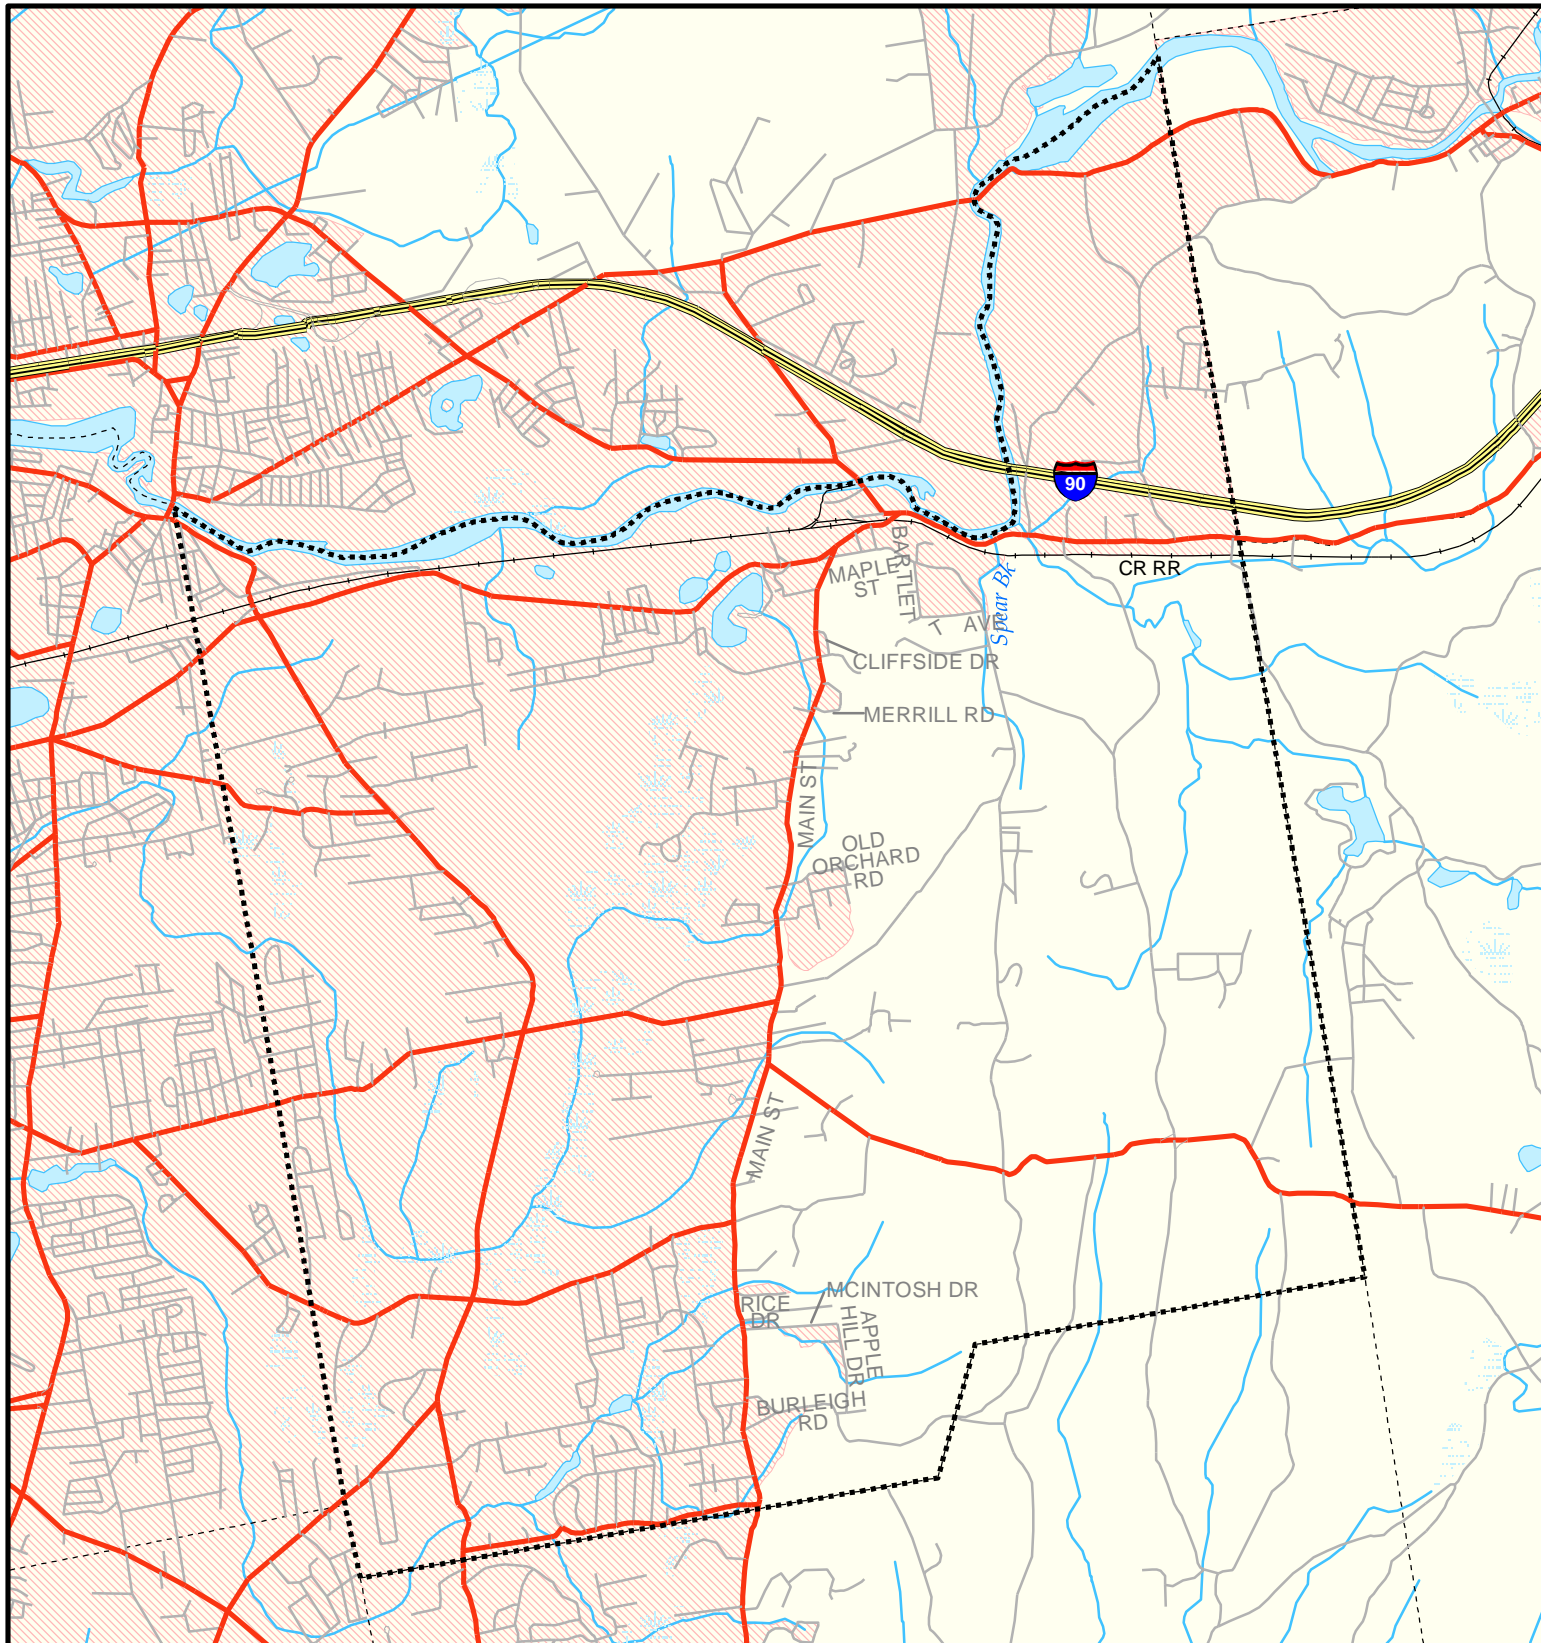 90
CR RR
Spear Bk
BARTLET
T AVE
MAPLE
ST
CLIFFSIDE DR
MERRILL RD
MAIN ST
OLD
ORCHARD
RD
MAIN ST
MCINTOSH DR
RICE
DR
APPLE
HILL DR
BURLEIGH
RD